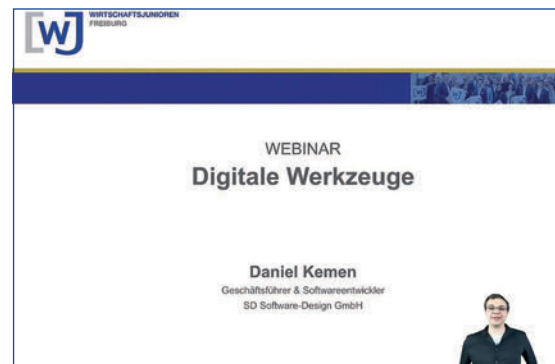 WJ WIRTSCHAFTSJUNIOREN
FREIBURG
WEBINAR
Digitale Werkzeuge
Daniel Kemen
Geschäftsführer & Softwareentwickler
SD Software-Design GmbH